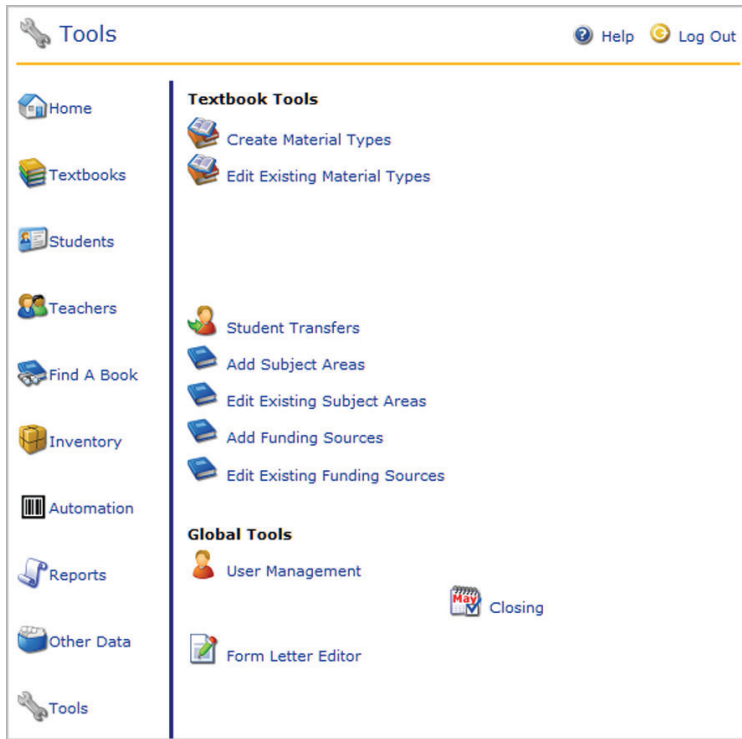 Tools
Help
Log Out
Home
Textbooks
Students
Teachers
Find A Book
Inventory
Automation
Reports
Other Data
Tools
Textbook Tools
Create Material Types
Edit Existing Material Types
Student Transfers
Add Subject Areas
Edit Existing Subject Areas
Add Funding Sources
Edit Existing Funding Sources
Global Tools
User Management
May
Closing
Form Letter Editor